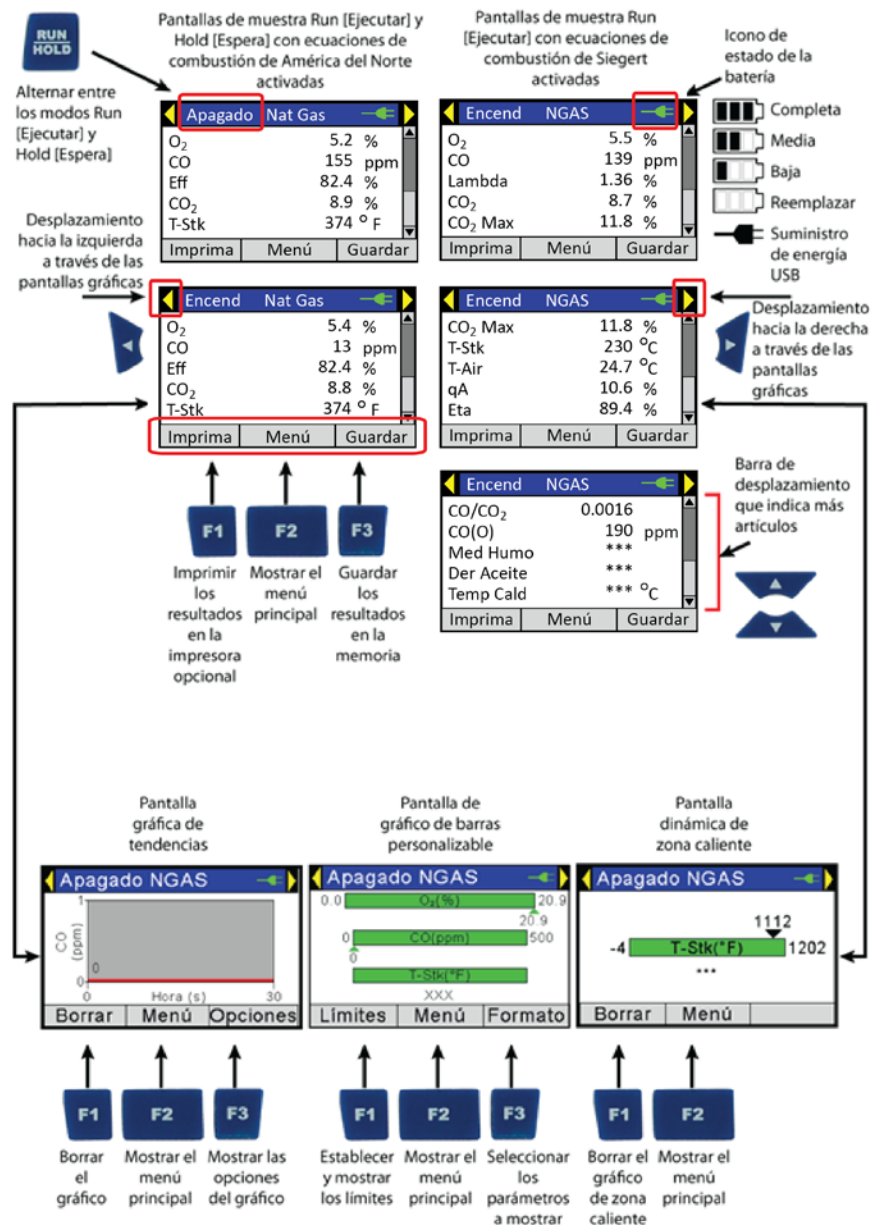 RUN
HOLD
Alternar entre
los modos Run
[Ejecutar] y
Hold [Espera]
Pantallas de muestra Run [Ejecutar] y
Hold [Espera] con ecuaciones de
combustión de América del Norte
activadas
Pantallas de muestra Run
[Ejecutar] con ecuaciones de
combustión de Siegert
activadas
Icono de
estado de la
batería
Completa
Media
Baja
Reemplazar
Suministro
de energía
USB
Apagado Nat Gas
O₂ 5.2 %
CO 155 ppm
Eff 82.4 %
CO₂ 8.9 %
T-Stk 374 °F
Imprima Menú Guardar
Encend NGAS
O₂ 5.5 %
CO 139 ppm
Lambda 1.36 %
CO₂ 8.7 %
CO₂ Max 11.8 %
Imprima Menú Guardar
Desplazamiento
hacia la izquierda
a través de las
pantallas gráficas
Encend Nat Gas
O₂ 5.4 %
CO 13 ppm
Eff 82.4 %
CO₂ 8.8 %
T-Stk 374 °F
Imprima Menú Guardar
Encend NGAS
CO₂ Max 11.8 %
T-Stk 230 °C
T-Air 24.7 °C
qA 10.6 %
Eta 89.4 %
Imprima Menú Guardar
Desplazamiento
hacia la derecha
a través de las
pantallas
gráficas
F1
Imprimir
los
resultados
en la
impresora
opcional
F2
Mostrar el
menú
principal
F3
Guardar
los
resultados
en la
memoria
Encend NGAS
CO/CO₂ 0.0016
CO(O) 190 ppm
Med Humo ***
Der Aceite ***
Temp Cald *** °C
Imprima Menú Guardar
Barra de
desplazamiento
que indica más
artículos
Pantalla
gráfica de
tendencias
Apagado NGAS
1
CO
(ppm)
0
0
0 Hora (s) 30
Borrar Menú Opciones
F1
Borrar
el
gráfico
F2
Mostrar el
menú
principal
F3
Mostrar las
opciones
del gráfico
Pantalla de
gráfico de barras
personalizable
Apagado NGAS
0.0 O₂(%) 20.9
20.9
0 CO(ppm) 500
0
T-Stk(°F)
XXX
Límites Menú Formato
F1
Establecer
y mostrar
los límites
F2
Mostrar el
menú
principal
F3
Seleccionar
los
parámetros
a mostrar
Pantalla
dinámica de
zona caliente
Apagado NGAS
1112
-4 T-Stk(°F) 1202
***
Borrar Menú
F1
Borrar el
gráfico
de zona
caliente
F2
Mostrar el
menú
principal